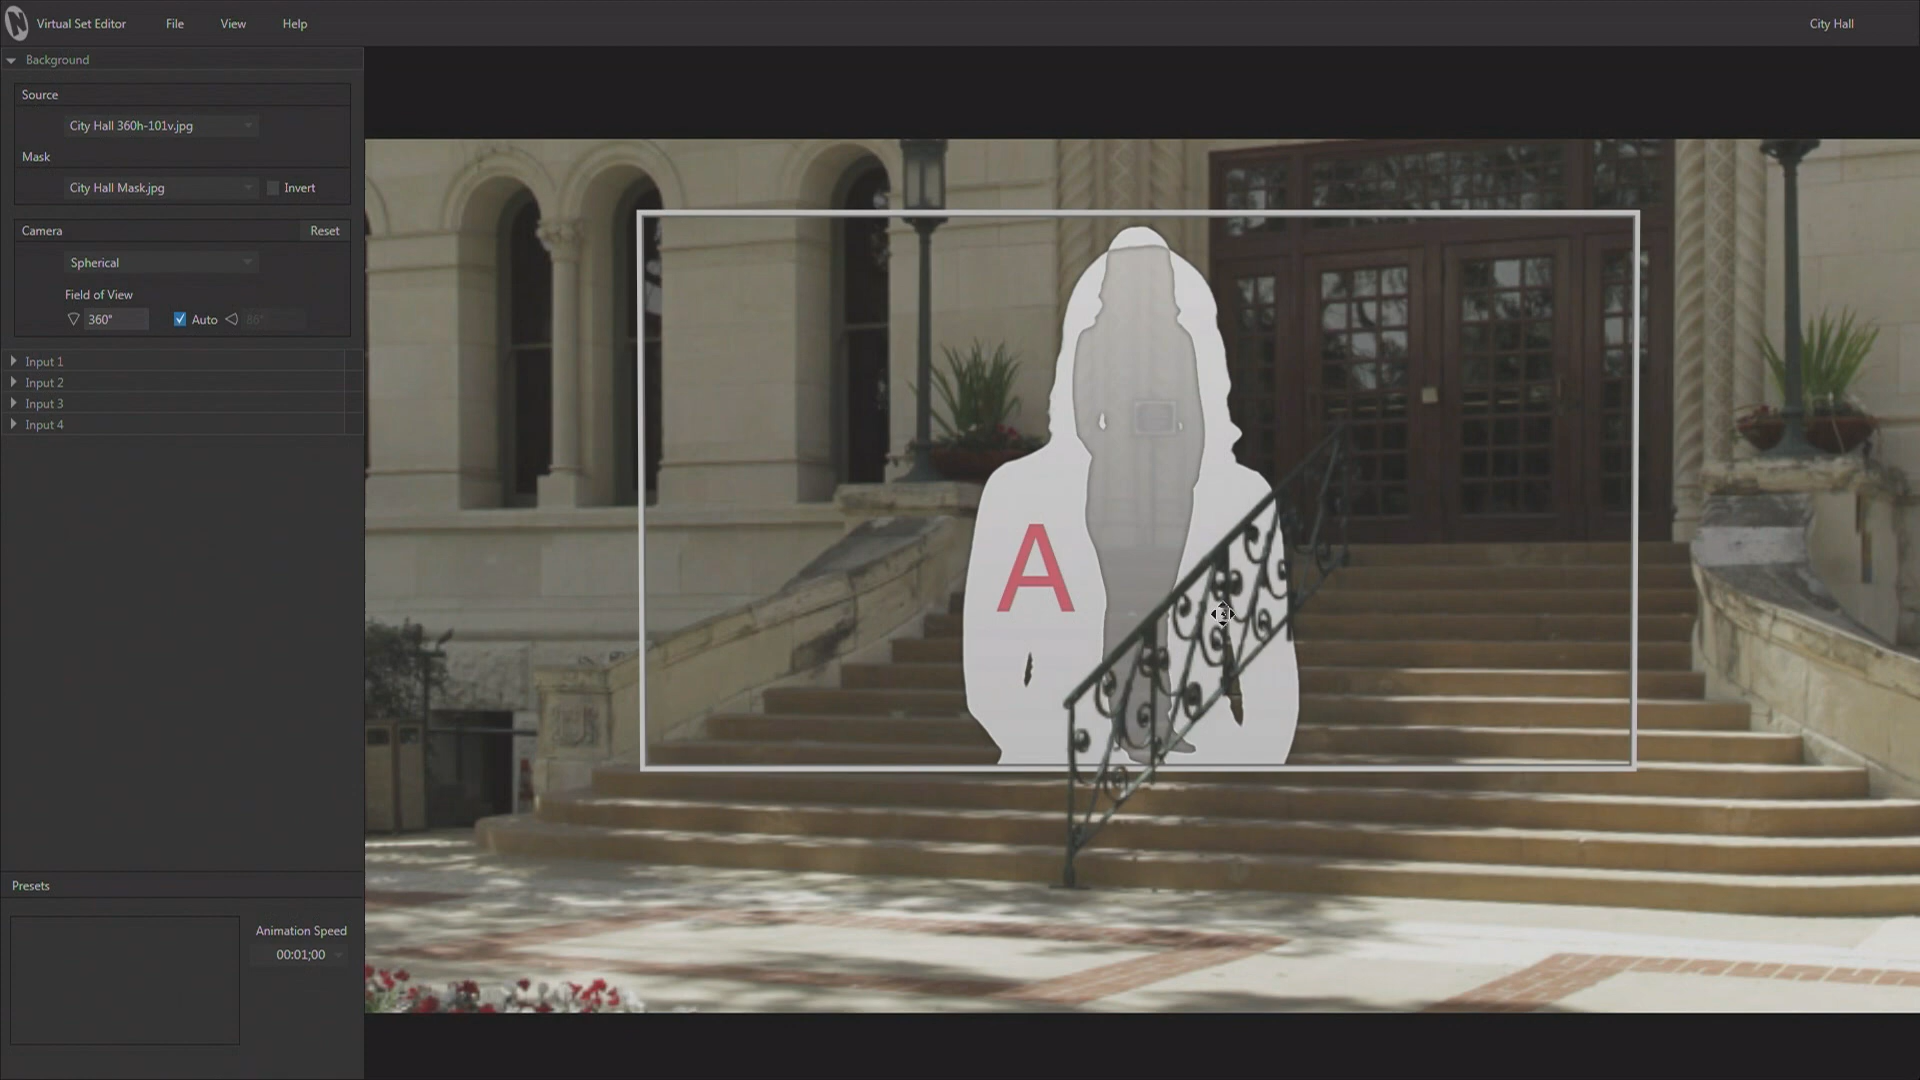 Virtual Set Editor File View Help City Hall
Background
Source
City Hall 360h-101v.jpg
Mask
City Hall Mask.jpg Invert
Camera Reset
Spherical
Field of View
360° Auto 86°
Input 1
Input 2
Input 3
Input 4
A
Presets
Animation Speed
00:01;00